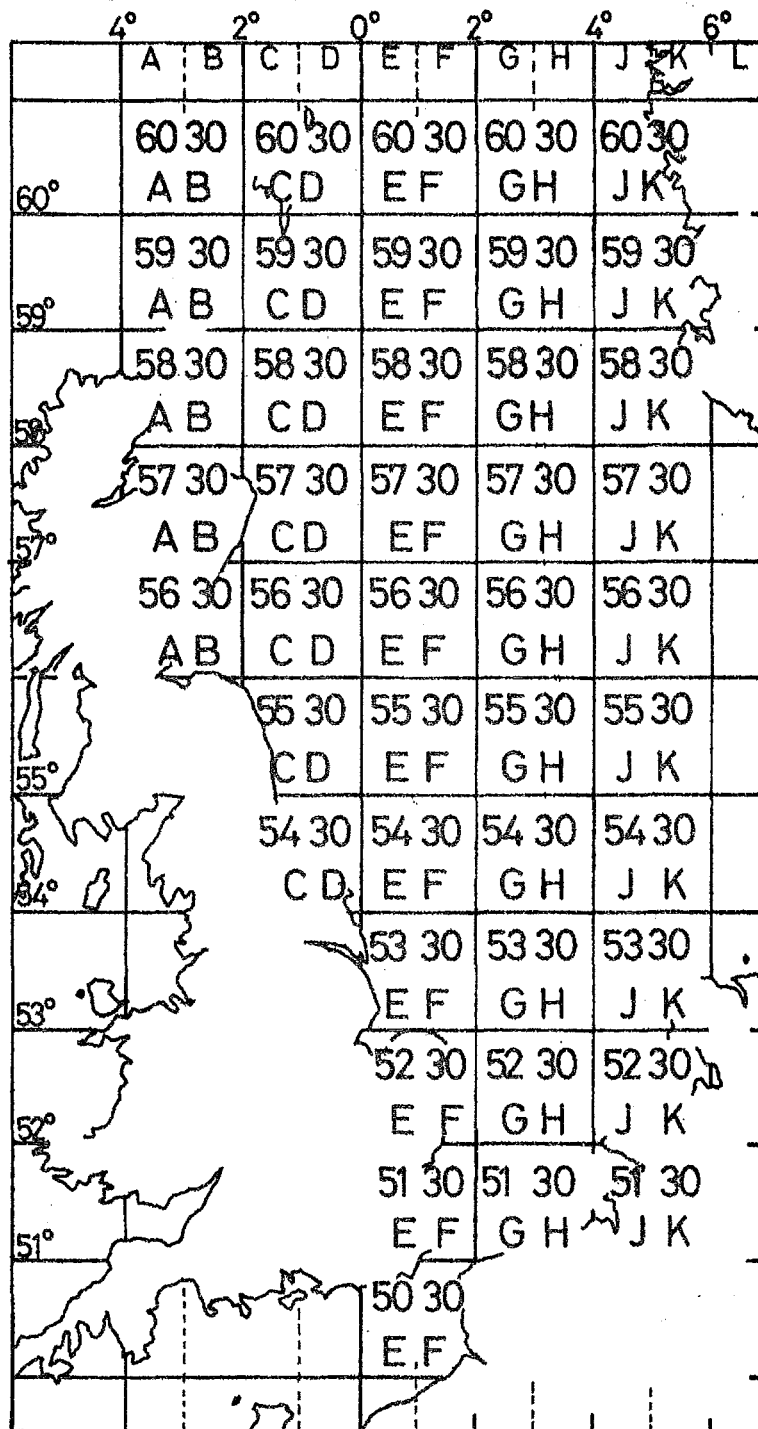 4° 2° 0° 2° 4° 6°
A B C D E F G H J K L
60 30 60 30 60 30 60 30 60 30
60° A B C D E F G H J K
59 30 59 30 59 30 59 30 59 30
59° A B C D E F G H J K
58 30 58 30 58 30 58 30 58 30
58° A B C D E F G H J K
57 30 57 30 57 30 57 30 57 30
57° A B C D E F G H J K
56 30 56 30 56 30 56 30 56 30
A B C D E F G H J K
55 30 55 30 55 30 55 30
55° C D E F G H J K
54 30 54 30 54 30 54 30
54° C D E F G H J K
53 30 53 30 53 30
53° E F G H J K
52 30 52 30 52 30
52° E F G H J K
51 30 51 30 51 30
51° E F G H J K
50 30
E F